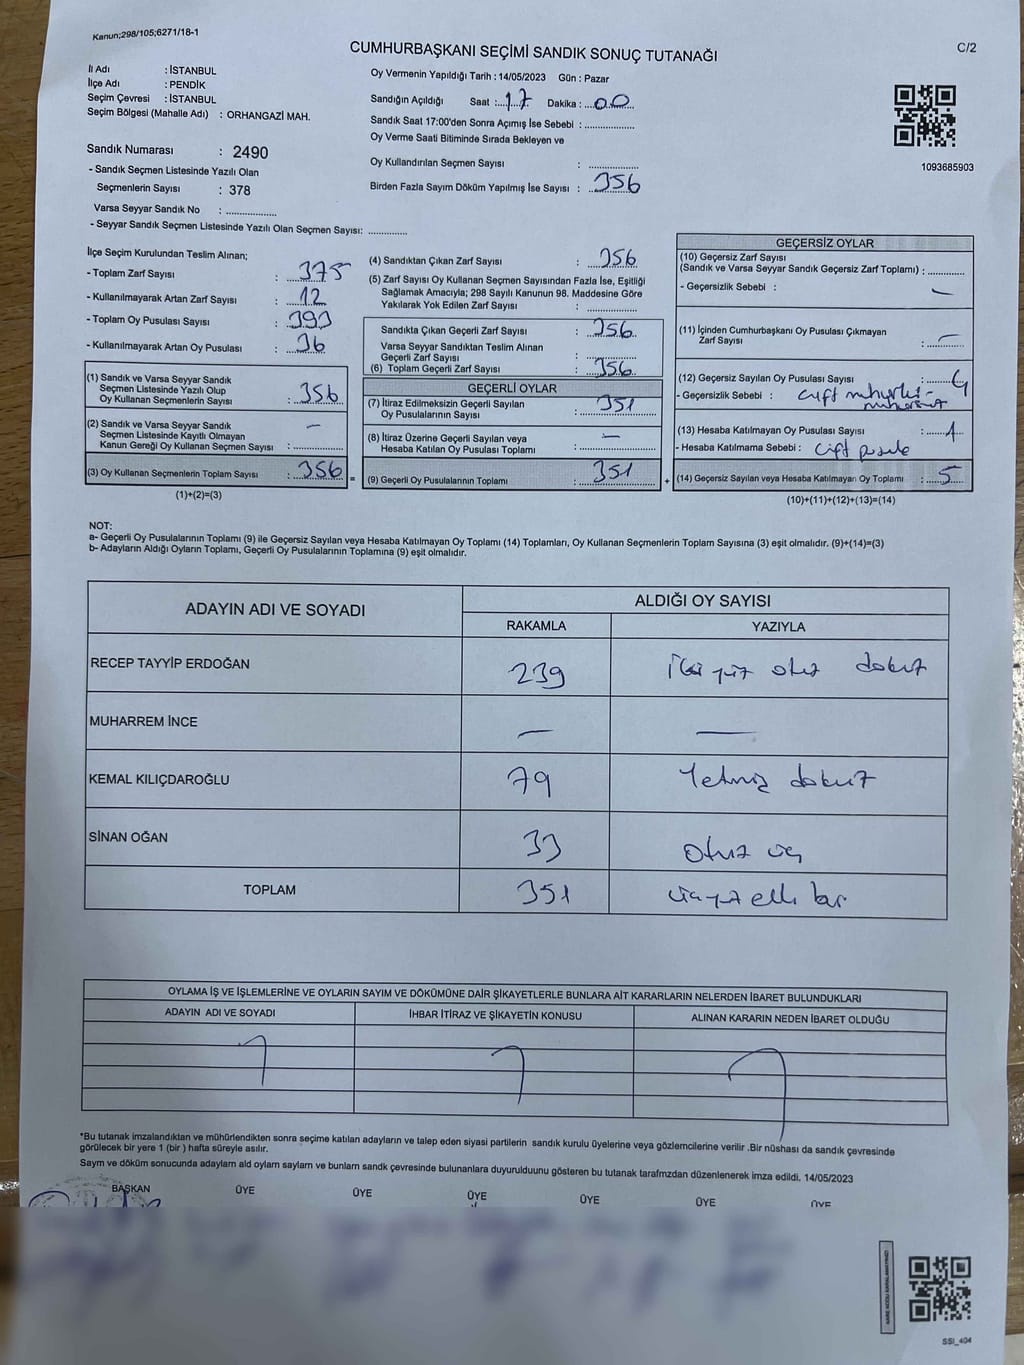 Kanun;298/105;6271/18-1
CUMHURBAŞKANI SEÇİMİ SANDIK SONUÇ TUTANAĞI
C/2
İl Adı : İSTANBUL
İlçe Adı : PENDİK
Seçim Çevresi : İSTANBUL
Seçim Bölgesi (Mahalle Adı) : ORHANGAZİ MAH.
Sandık Numarası : 2490
- Sandık Seçmen Listesinde Yazılı Olan
Seçmenlerin Sayısı : 378
Varsa Seyyar Sandık No : ................
- Seyyar Sandık Seçmen Listesinde Yazılı Olan Seçmen Sayısı: ............
Oy Vermenin Yapıldığı Tarih : 14/05/2023 Gün : Pazar
Sandığın Açıldığı Saat :..17 Dakika :..00..
Sandık Saat 17:00'den Sonra Açımış İse Sebebi : ................
Oy Verme Saati Bitiminde Sırada Bekleyen ve
Oy Kullandırılan Seçmen Sayısı : ................
Birden Fazla Sayım Döküm Yapılmış İse Sayısı : 356
1093685903
İlçe Seçim Kurulundan Teslim Alınan;
- Toplam Zarf Sayısı : 375
- Kullanılmayarak Artan Zarf Sayısı : 12
- Toplam Oy Pusulası Sayısı : 393
- Kullanılmayarak Artan Oy Pusulası : 36
(1) Sandık ve Varsa Seyyar Sandık
Seçmen Listesinde Yazılı Olup
Oy Kullanan Seçmenlerin Sayısı : 356
(2) Sandık ve Varsa Seyyar Sandık
Seçmen Listesinde Kayıtlı Olmayan
Kanun Gereği Oy Kullanan Seçmen Sayısı : —
(3) Oy Kullanan Seçmenlerin Toplam Sayısı : 356 =
(1)+(2)=(3)
(4) Sandıktan Çıkan Zarf Sayısı : 356
(5) Zarf Sayısı Oy Kullanan Seçmen Sayısından Fazla İse, Eşitliği
Sağlamak Amacıyla; 298 Sayılı Kanunun 98. Maddesine Göre
Yakılarak Yok Edilen Zarf Sayısı : ................
Sandıkta Çıkan Geçerli Zarf Sayısı : 356
Varsa Seyyar Sandıktan Teslim Alınan
Geçerli Zarf Sayısı : ................
(6) Toplam Geçerli Zarf Sayısı : 356
GEÇERLİ OYLAR
(7) İtiraz Edilmeksizin Geçerli Sayılan
Oy Pusulalarının Sayısı : 351
(8) İtiraz Üzerine Geçerli Sayılan veya
Hesaba Katılan Oy Pusulası Toplamı : —
(9) Geçerli Oy Pusulalarının Toplamı : 351 +
GEÇERSİZ OYLAR
(10) Geçersiz Zarf Sayısı
(Sandık ve Varsa Seyyar Sandık Geçersiz Zarf Toplamı) : ............
- Geçersizlik Sebebi : —
(11) İçinden Cumhurbaşkanı Oy Pusulası Çıkmayan
Zarf Sayısı : —
(12) Geçersiz Sayılan Oy Pusulası Sayısı : 4
- Geçersizlik Sebebi : çift mühürlü-
mühürsüz
(13) Hesaba Katılmayan Oy Pusulası Sayısı : 1
- Hesaba Katılmama Sebebi : çift pusula
(14) Geçersiz Sayılan veya Hesaba Katılmayan Oy Toplamı : 5
(10)+(11)+(12)+(13)=(14)
NOT:
a- Geçerli Oy Pusulalarının Toplamı (9) ile Geçersiz Sayılan veya Hesaba Katılmayan Oy Toplamı (14) Toplamları, Oy Kullanan Seçmenlerin Toplam Sayısına (3) eşit olmalıdır. (9)+(14)=(3)
b- Adayların Aldığı Oyların Toplamı, Geçerli Oy Pusulalarının Toplamına (9) eşit olmalıdır.
ADAYIN ADI VE SOYADI ALDIĞI OY SAYISI
RAKAMLA YAZIYLA
RECEP TAYYİP ERDOĞAN 239 iki yüz otuz dokuz
MUHARREM İNCE — —
KEMAL KILIÇDAROĞLU 79 Yetmiş dokuz
SİNAN OĞAN 33 otuz üç
TOPLAM 351 üçyüz elli bir
OYLAMA İŞ VE İŞLEMLERİNE VE OYLARIN SAYIM VE DÖKÜMÜNE DAİR ŞİKAYETLERLE BUNLARA AİT KARARLARIN NELERDEN İBARET BULUNDUKLARI
ADAYIN ADI VE SOYADI İHBAR İTİRAZ VE ŞİKAYETİN KONUSU ALINAN KARARIN NEDEN İBARET OLDUĞU
*Bu tutanak imzalandıktan ve mühürlendikten sonra seçime katılan adayların ve talep eden siyasi partilerin sandık kurulu üyelerine veya gözlemcilerine verilir .Bir nüshası da sandık çevresinde
görülecek bir yere 1 (bir ) hafta süreyle asılır.
Sayım ve döküm sonucunda adaylarn ald oylarn saylarn ve bunlarn sandk çevresinde bulunanlara duyurulduunu gösteren bu tutanak tarafmzdan düzenlenerek imza edildi. 14/05/2023
BAŞKAN ÜYE ÜYE ÜYE ÜYE ÜYE ÜYE
SSI_404